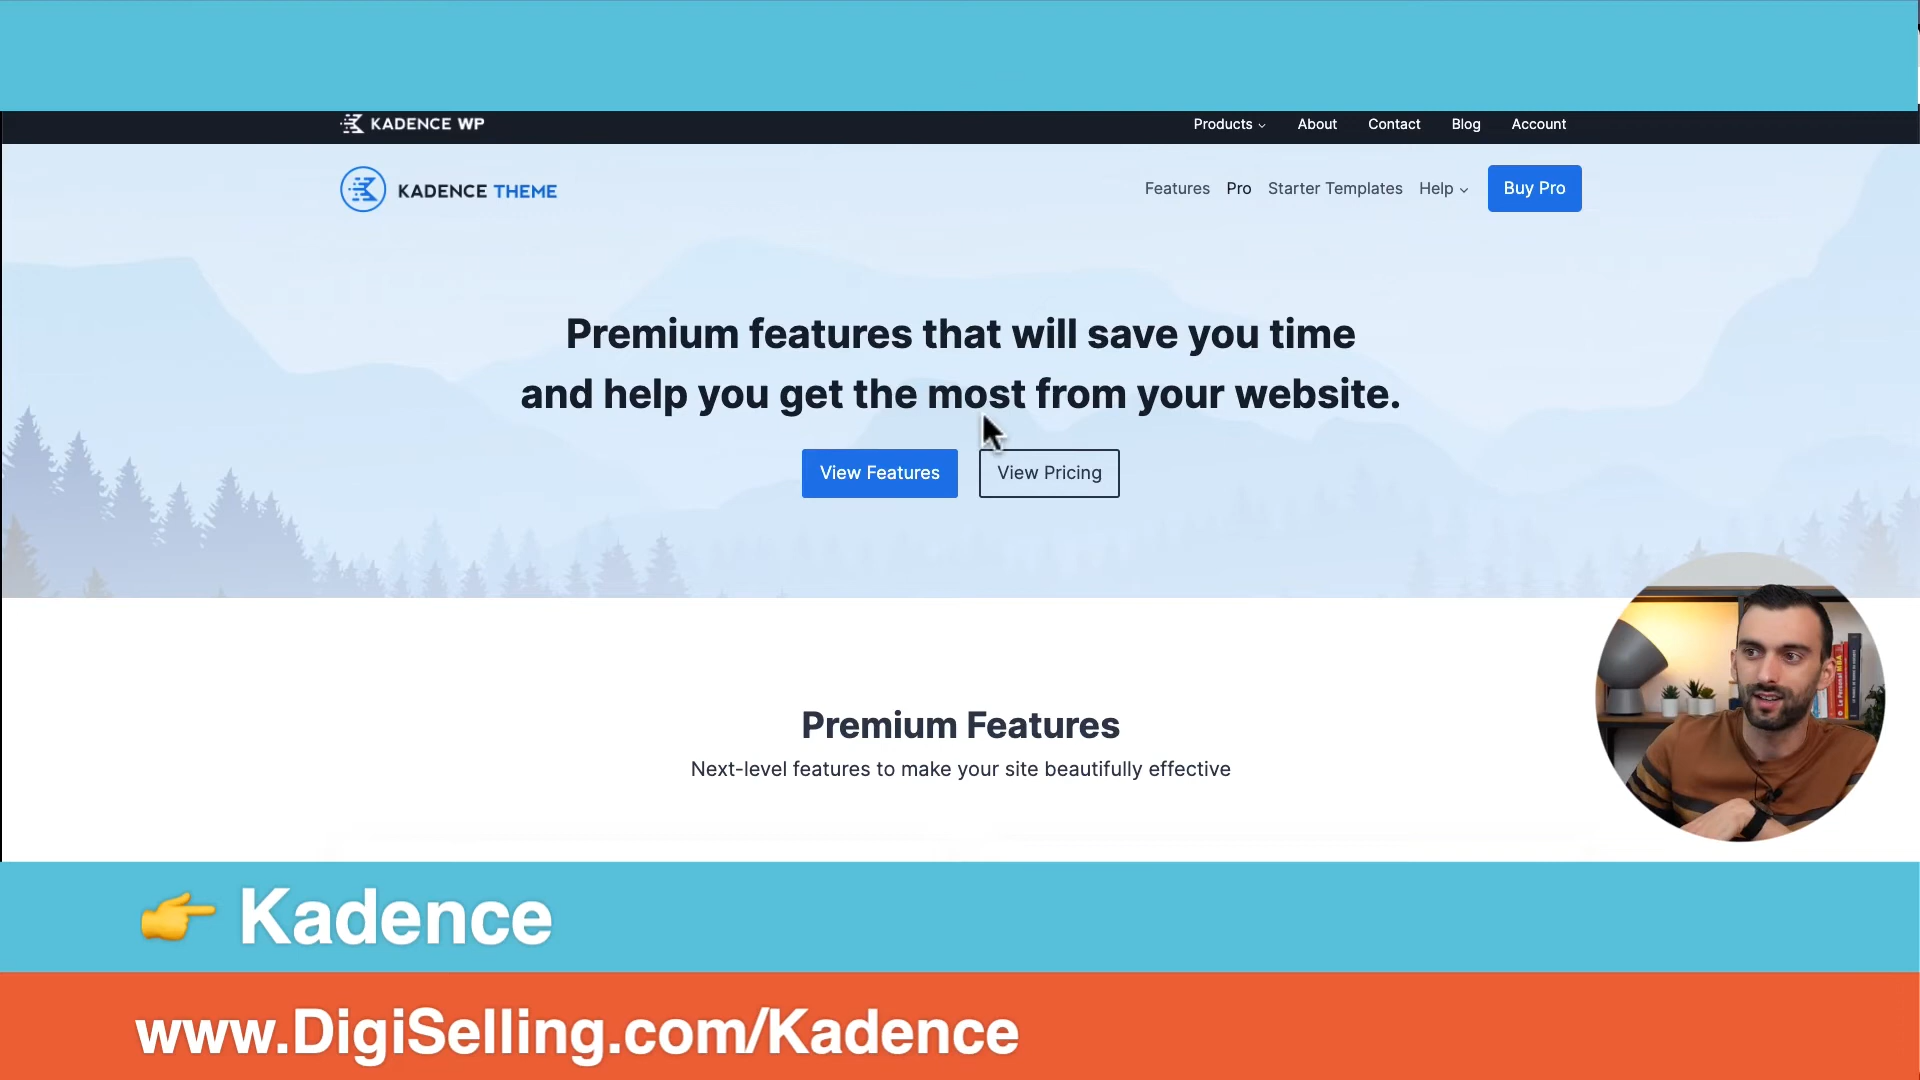 KADENCE WP
Products About Contact Blog Account
KADENCE THEME
Features Pro Starter Templates Help Buy Pro
Premium features that will save you time
and help you get the most from your website.
View Features View Pricing
Premium Features
Next-level features to make your site beautifully effective
👉 Kadence
www.DigiSelling.com/Kadence